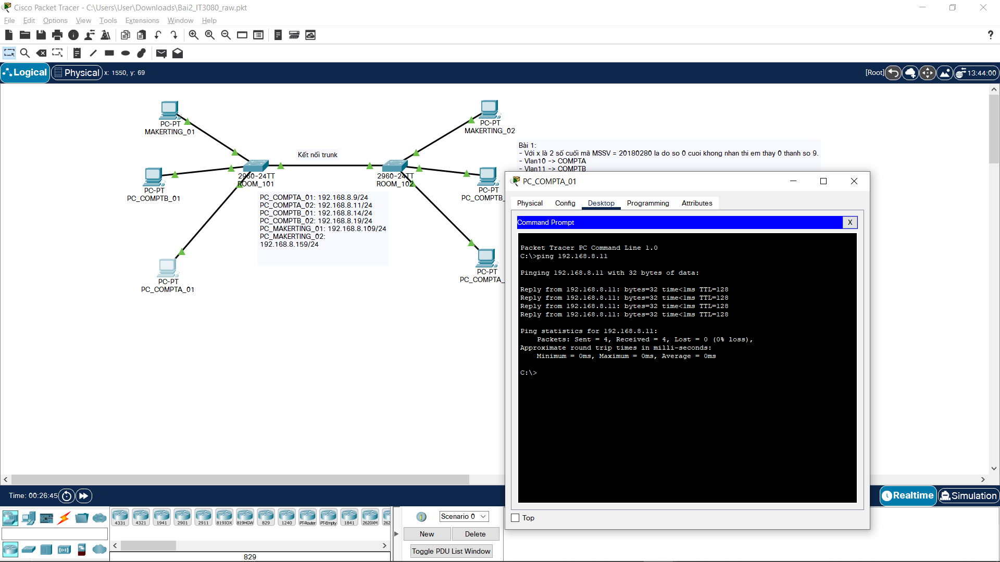 Cisco Packet Tracer - C:\Users\User\Downloads\Bai2_IT3080_raw.pkt
File Edit Options View Tools Extensions Window Help
?
Logical Physical x: 1550, y: 69 [Root] 13:44:00
PC-PT
MAKERTING_01
PC-PT
MAKERTING_02
Kết nối trunk
Bài 1:
- Với x là 2 số cuối mã MSSV = 20180280 la do so 0 cuoi khong nhan thi em thay 0 thanh so 9.
- Vlan10 -> COMPTA
- Vlan11 -> COMPTB
2960-24TT
ROOM_101
2960-24TT
ROOM_102
PC-PT
PC_COMPTB_01
PC-PT
PC_COMPTB_
PC_COMPTA_01: 192.168.8.9/24
PC_COMPTA_02: 192.168.8.11/24
PC_COMPTB_01: 192.168.8.14/24
PC_COMPTB_02: 192.168.8.19/24
PC_MAKERTING_01: 192.168.8.109/24
PC_MAKERTING_02:
192.168.8.159/24
PC-PT
PC_COMPTA_01
PC-PT
PC_COMPTA_
PC_COMPTA_01
Physical Config Desktop Programming Attributes
Command Prompt X
Packet Tracer PC Command Line 1.0
C:\>ping 192.168.8.11
Pinging 192.168.8.11 with 32 bytes of data:
Reply from 192.168.8.11: bytes=32 time<1ms TTL=128
Reply from 192.168.8.11: bytes=32 time<1ms TTL=128
Reply from 192.168.8.11: bytes=32 time<1ms TTL=128
Reply from 192.168.8.11: bytes=32 time<1ms TTL=128
Ping statistics for 192.168.8.11:
Packets: Sent = 4, Received = 4, Lost = 0 (0% loss),
Approximate round trip times in milli-seconds:
Minimum = 0ms, Maximum = 0ms, Average = 0ms
C:\>
Top
Time: 00:26:45
Realtime Simulation
4331 4321 1941 2901 2911 819IOX 819HGW 829 1240 PT-Router PT-Empty 1841 2620XM 262
829
Scenario 0
New Delete
Toggle PDU List Window